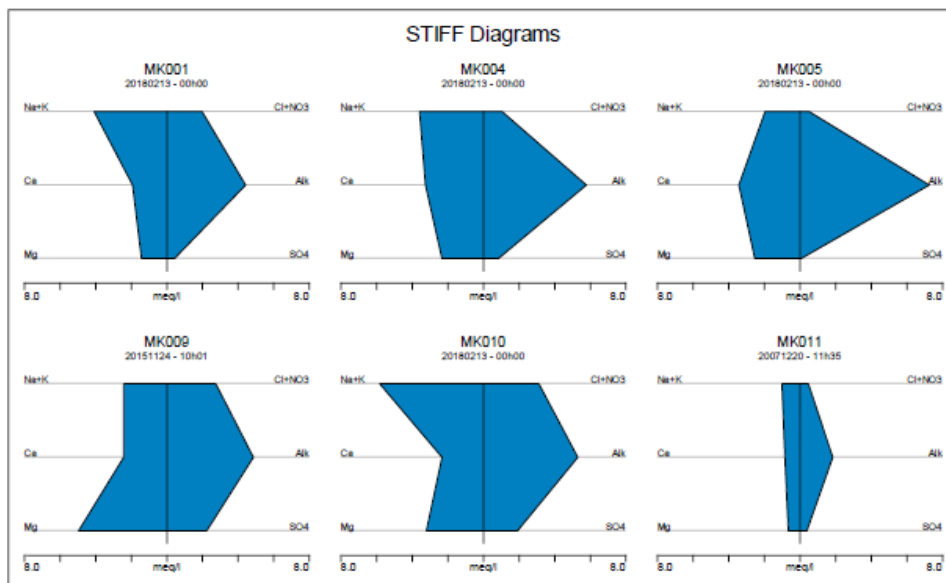 STIFF Diagrams
MK001
20180213 - 00h00
Na+K Cl+NO3
Ca Alk
Mg SO4
8.0 meq/l 8.0
MK004
20180213 - 00h00
Na+K Cl+NO3
Ca Alk
Mg SO4
8.0 meq/l 8.0
MK005
20180213 - 00h00
Na+K Cl+NO3
Ca Alk
Mg SO4
8.0 meq/l 8.0
MK009
20151124 - 10h01
Na+K Cl+NO3
Ca Alk
Mg SO4
8.0 meq/l 8.0
MK010
20180213 - 00h00
Na+K Cl+NO3
Ca Alk
Mg SO4
8.0 meq/l 8.0
MK011
20071220 - 11h35
Na+K Cl+NO3
Ca Alk
Mg SO4
8.0 meq/l 8.0